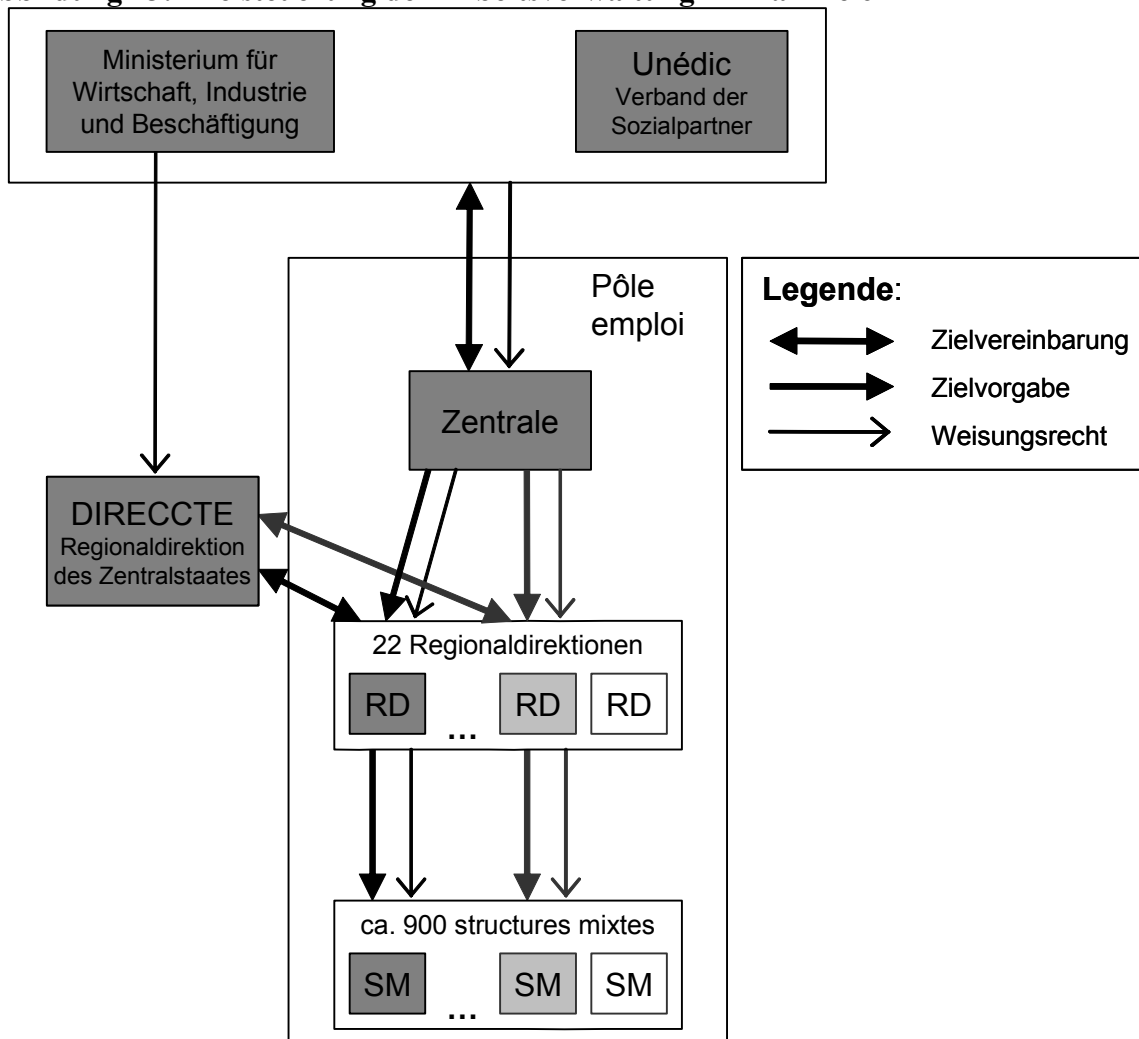 Ministerium für
Wirtschaft, Industrie
und Beschäftigung
Unédic
Verband der
Sozialpartner
Pôle
emploi
Legende:
Zielvereinbarung
Zielvorgabe
Weisungsrecht
Zentrale
DIRECCTE
Regionaldirektion
des Zentralstaates
22 Regionaldirektionen
RD ... RD RD
ca. 900 structures mixtes
SM ... SM SM